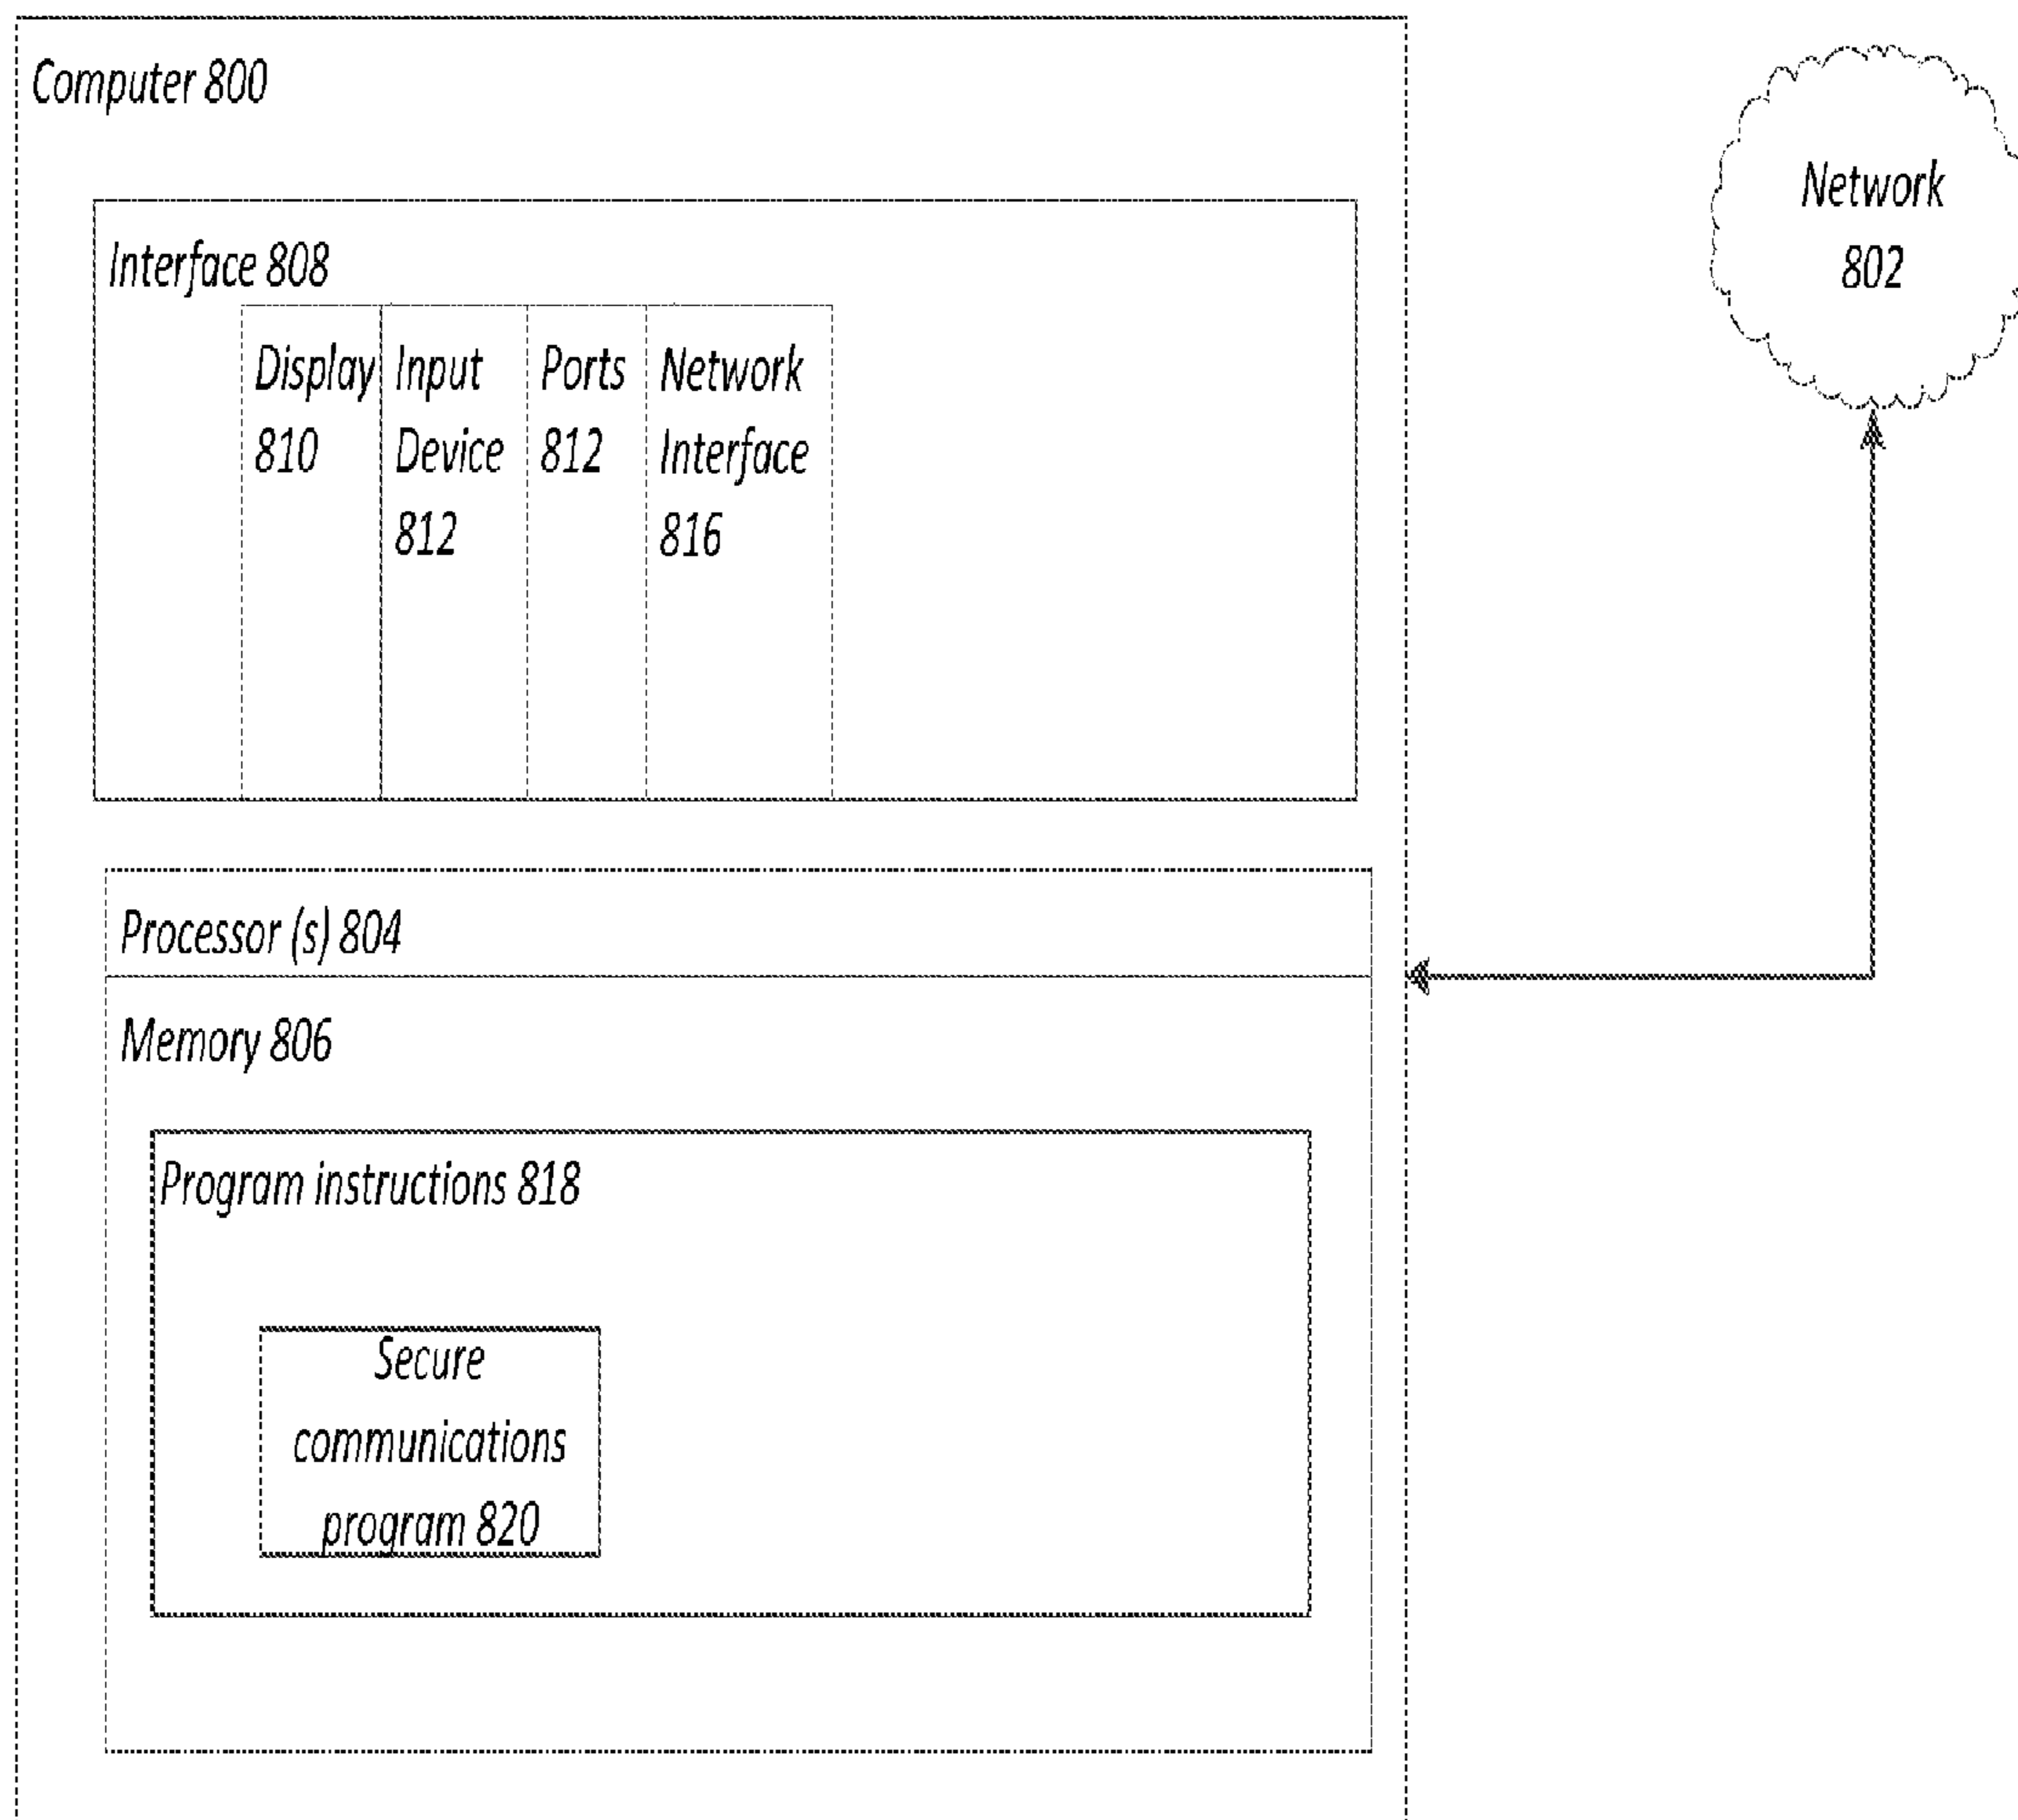 Computer 800
Network
802
Interface 808
Display
810
Input
Device
812
Ports
812
Network
Interface
816
Processor (s) 804
Memory 806
Program instructions 818
Secure
communications
program 820